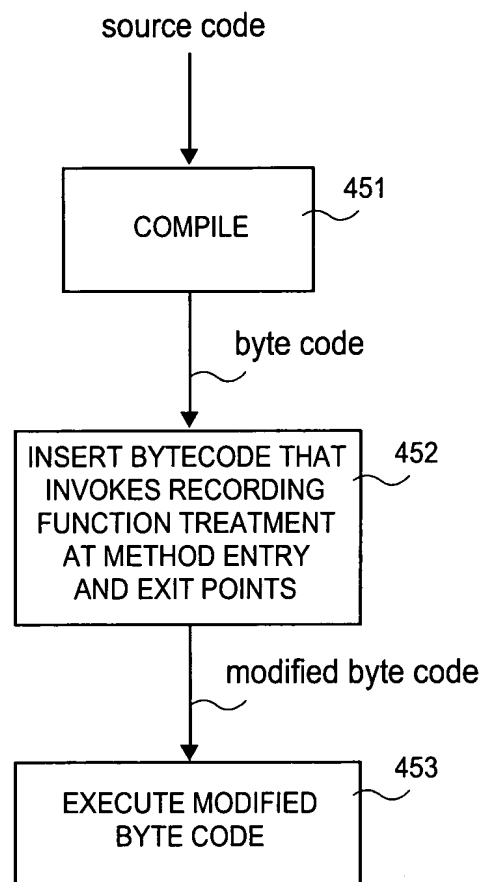 source code
451
COMPILE
byte code
INSERT BYTECODE THAT
INVOKES RECORDING
FUNCTION TREATMENT
AT METHOD ENTRY
AND EXIT POINTS
452
modified byte code
453
EXECUTE MODIFIED
BYTE CODE